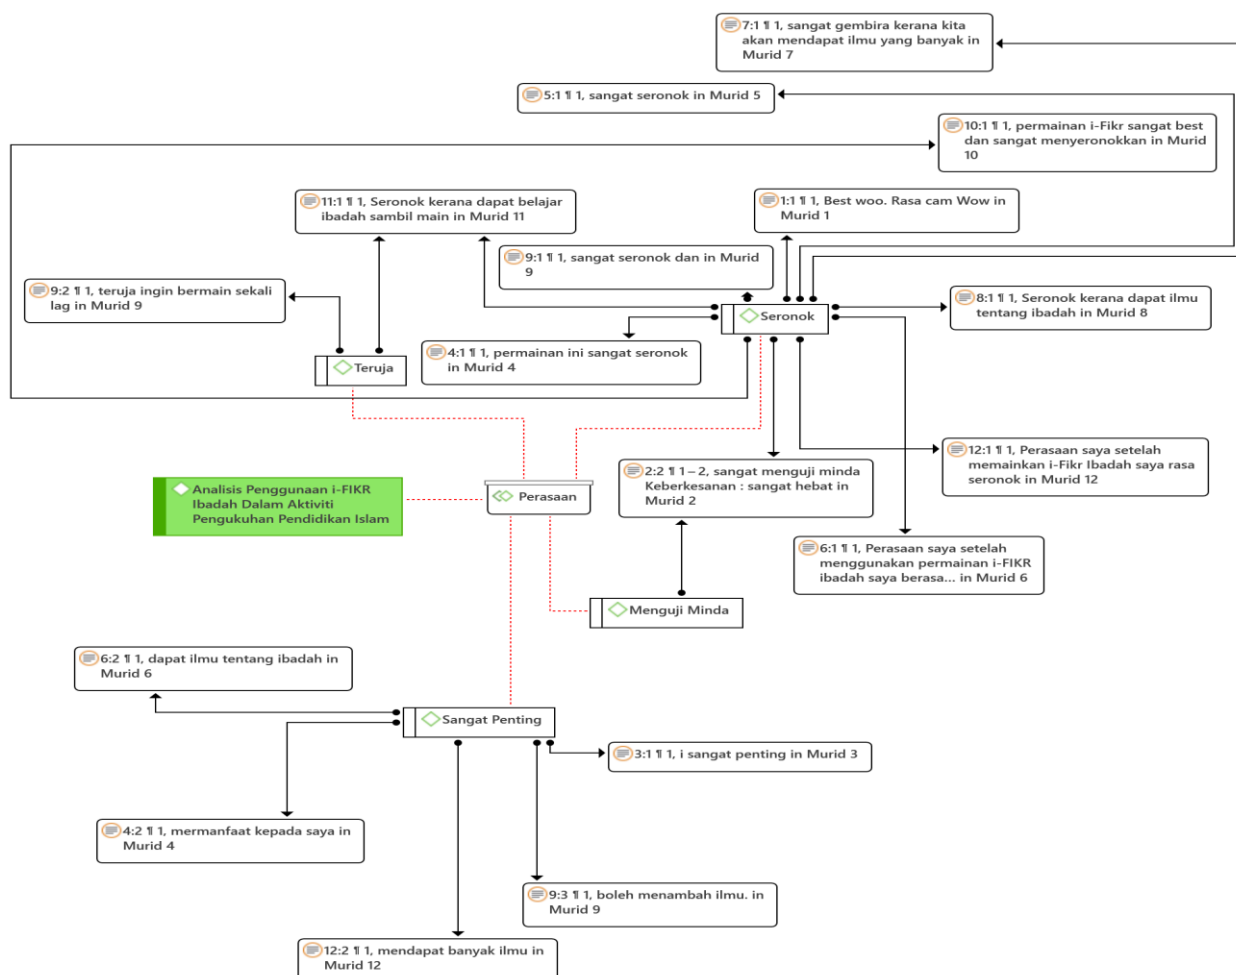 7:1 ¶ 1, sangat gembira kerana kita
akan mendapat ilmu yang banyak in
Murid 7
5:1 ¶ 1, sangat seronok in Murid 5
10:1 ¶ 1, permainan i-Fikr sangat best
dan sangat menyeronokkan in Murid
10
11:1 ¶ 1, Seronok kerana dapat belajar
ibadah sambil main in Murid 11
1:1 ¶ 1, Best woo. Rasa cam Wow in
Murid 1
9:1 ¶ 1, sangat seronok dan in Murid
9
9:2 ¶ 1, teruja ingin bermain sekali
lag in Murid 9
8:1 ¶ 1, Seronok kerana dapat ilmu
tentang ibadah in Murid 8
Seronok
4:1 ¶ 1, permainan ini sangat seronok
in Murid 4
Teruja
12:1 ¶ 1, Perasaan saya setelah
memainkan i-Fikr Ibadah saya rasa
seronok in Murid 12
2:2 ¶ 1 – 2, sangat menguji minda
Keberkesanan : sangat hebat in
Murid 2
Analisis Penggunaan i-FIKR
Ibadah Dalam Aktiviti
Pengukuhan Pendidikan Islam
Perasaan
6:1 ¶ 1, Perasaan saya setelah
menggunakan permainan i-FIKR
ibadah saya berasa... in Murid 6
Menguji Minda
6:2 ¶ 1, dapat ilmu tentang ibadah in
Murid 6
Sangat Penting
3:1 ¶ 1, i sangat penting in Murid 3
4:2 ¶ 1, mermanfaat kepada saya in
Murid 4
9:3 ¶ 1, boleh menambah ilmu. in
Murid 9
12:2 ¶ 1, mendapat banyak ilmu in
Murid 12